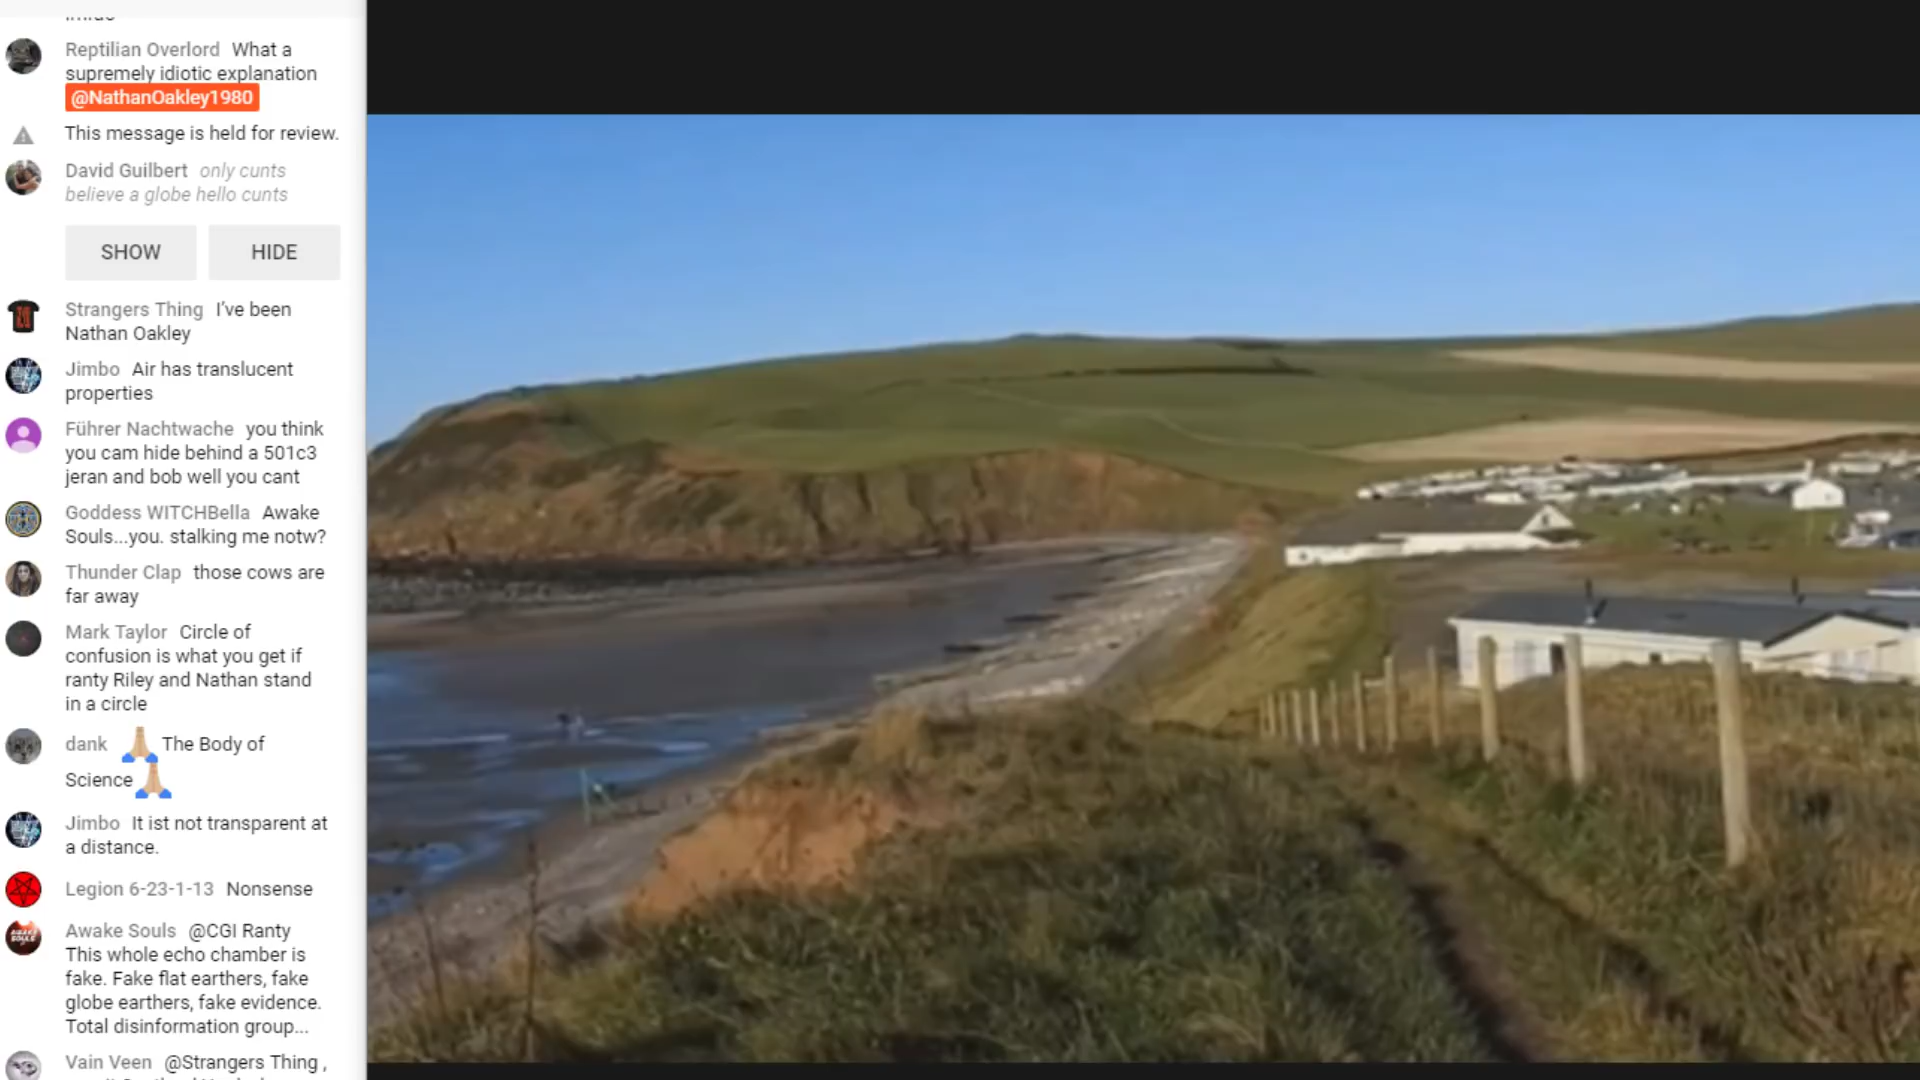 Reptilian Overlord What a
supremely idiotic explanation
@NathanOakley1980
This message is held for review.
David Guilbert only cunts
believe a globe hello cunts
SHOW HIDE
Strangers Thing I've been
Nathan Oakley
Jimbo Air has translucent
properties
Führer Nachtwache you think
you cam hide behind a 501c3
jeran and bob well you cant
Goddess WITCHBella Awake
Souls...you. stalking me notw?
Thunder Clap those cows are
far away
Mark Taylor Circle of
confusion is what you get if
ranty Riley and Nathan stand
in a circle
dank The Body of
Science
Jimbo It ist not transparent at
a distance.
Legion 6-23-1-13 Nonsense
Awake Souls @CGI Ranty
This whole echo chamber is
fake. Fake flat earthers, fake
globe earthers, fake evidence.
Total disinformation group...
Vain Veen @Strangers Thing ,